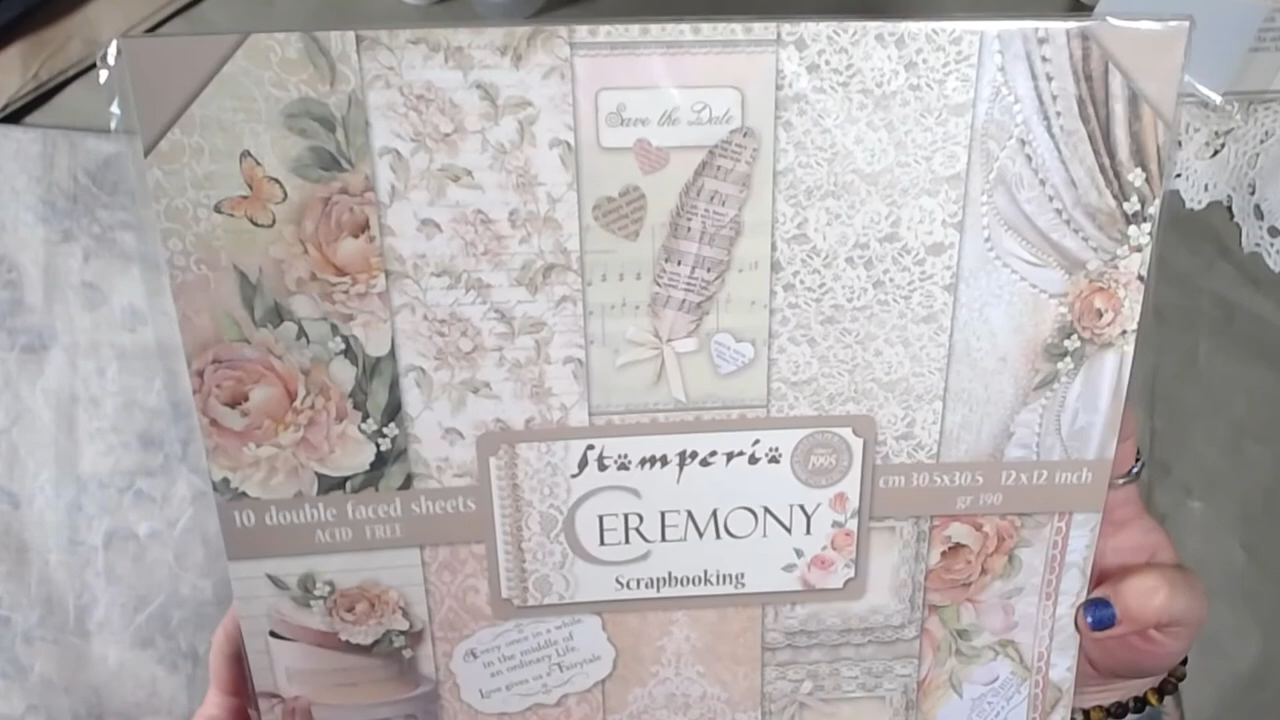 Save the Date
Stamperia
Since
1995
10 double faced sheets
ACID FREE
CEREMONY
Scrapbooking
cm 30.5x30.5 12x12 inch
gr 190
Every once in a while,
in the middle of
an ordinary Life,
Love gives us a Fairytale